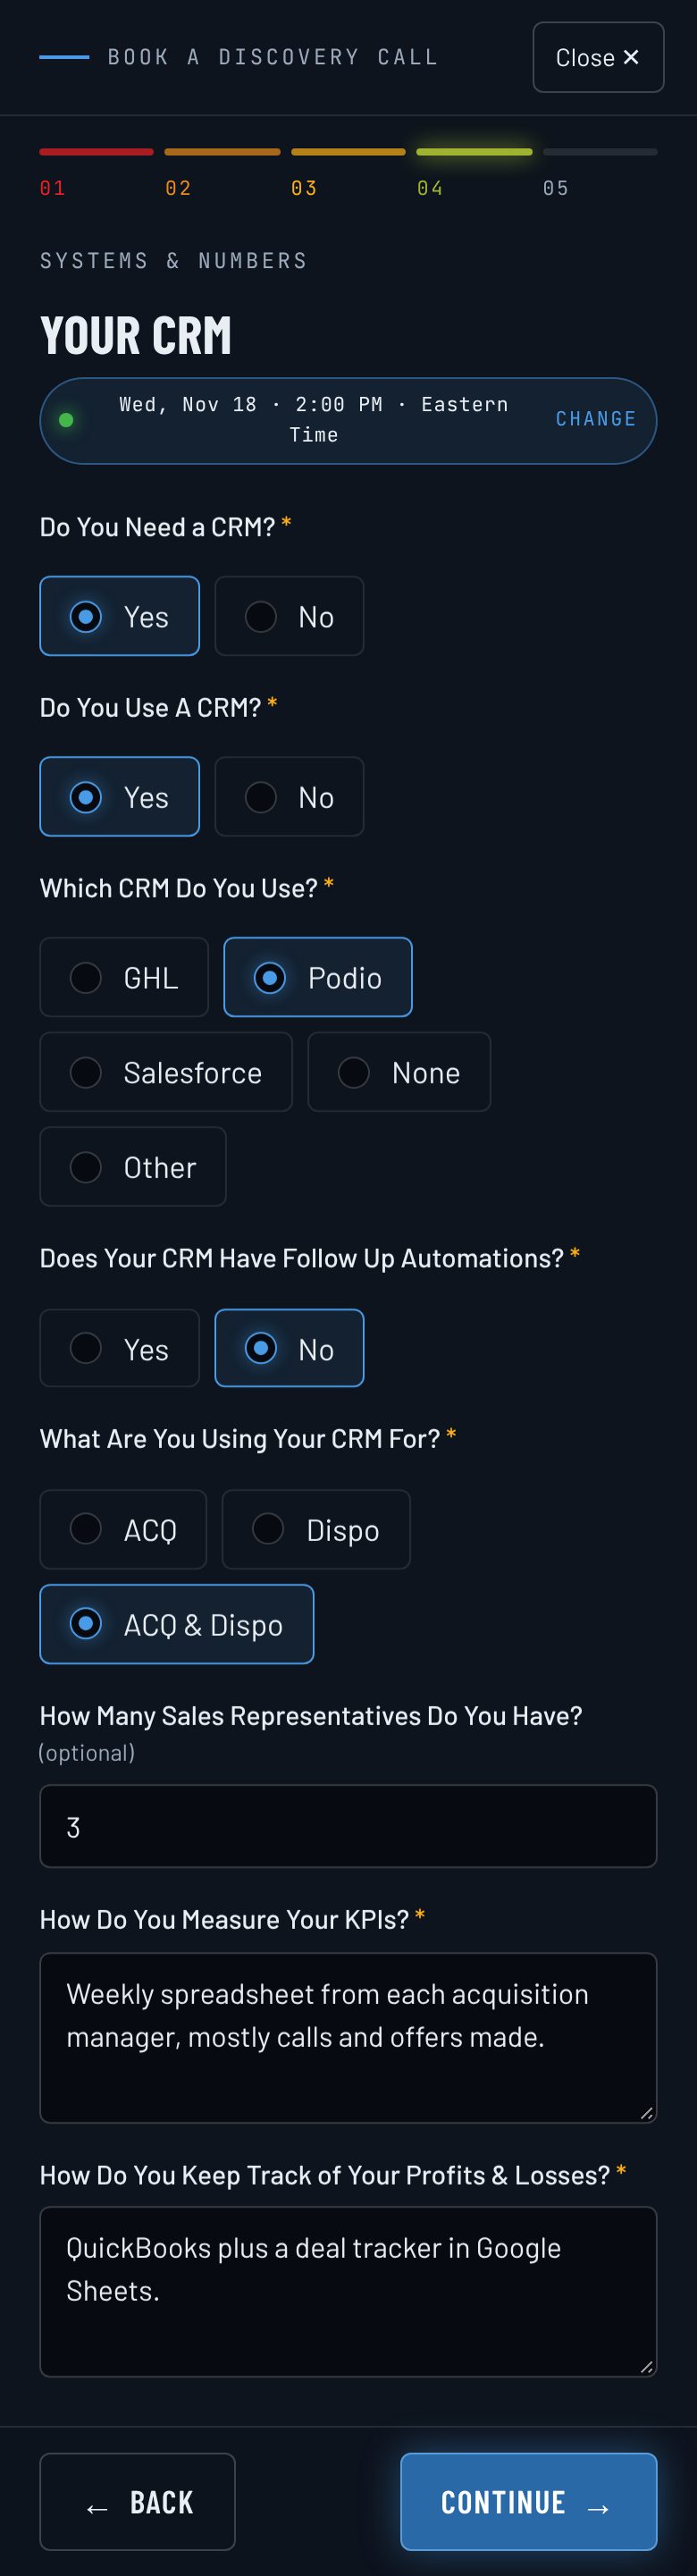 BOOK A DISCOVERY CALL
Close ✕
01 02 03 04 05
SYSTEMS & NUMBERS
YOUR CRM
Wed, Nov 18 · 2:00 PM · Eastern
Time
CHANGE
Do You Need a CRM? *
Yes No
Do You Use A CRM? *
Yes No
Which CRM Do You Use? *
GHL Podio
Salesforce None
Other
Does Your CRM Have Follow Up Automations? *
Yes No
What Are You Using Your CRM For? *
ACQ Dispo
ACQ & Dispo
How Many Sales Representatives Do You Have?
(optional)
3
How Do You Measure Your KPIs? *
Weekly spreadsheet from each acquisition
manager, mostly calls and offers made.
How Do You Keep Track of Your Profits & Losses? *
QuickBooks plus a deal tracker in Google
Sheets.
← BACK CONTINUE →